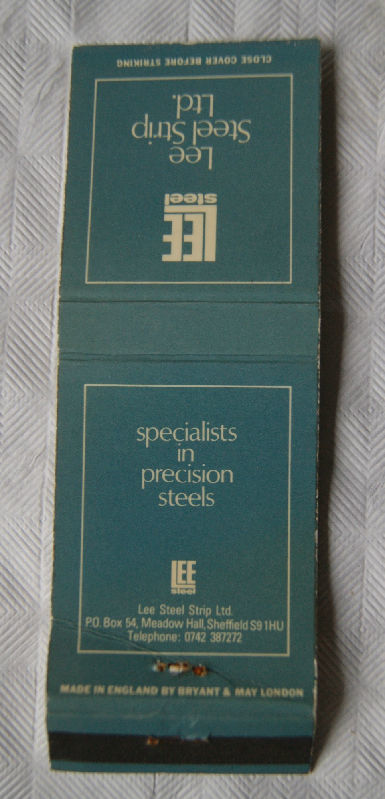 CLOSE COVER BEFORE STRIKING
Lee
Steel Strip
Ltd.
LEE
steel
specialists
in
precision
steels
LEE
steel
Lee Steel Strip Ltd.
P.O. Box 54, Meadow Hall, Sheffield S9 1HU
Telephone: 0742 387272
MADE IN ENGLAND BY BRYANT & MAY LONDON